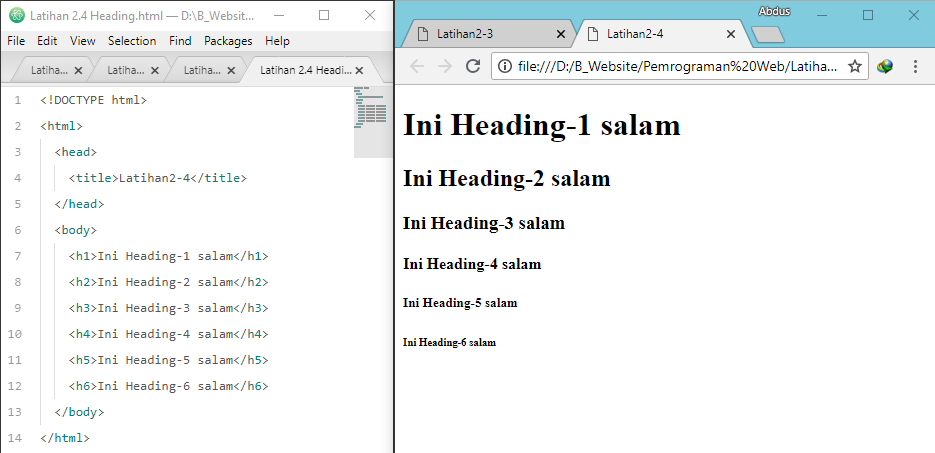 Latihan 2.4 Heading.html — D:\B_Website...
File Edit View Selection Find Packages Help
Latiha... Latiha... Latiha... Latihan 2.4 Headi...
1 <!DOCTYPE html>
2 <html>
3 <head>
4 <title>Latihan2-4</title>
5 </head>
6 <body>
7 <h1>Ini Heading-1 salam</h1>
8 <h2>Ini Heading-2 salam</h2>
9 <h3>Ini Heading-3 salam</h3>
10 <h4>Ini Heading-4 salam</h4>
11 <h5>Ini Heading-5 salam</h5>
12 <h6>Ini Heading-6 salam</h6>
13 </body>
14 </html>
Abdus
Latihan2-3 Latihan2-4
file:///D:/B_Website/Pemrograman%20Web/Latiha...
Ini Heading-1 salam
Ini Heading-2 salam
Ini Heading-3 salam
Ini Heading-4 salam
Ini Heading-5 salam
Ini Heading-6 salam